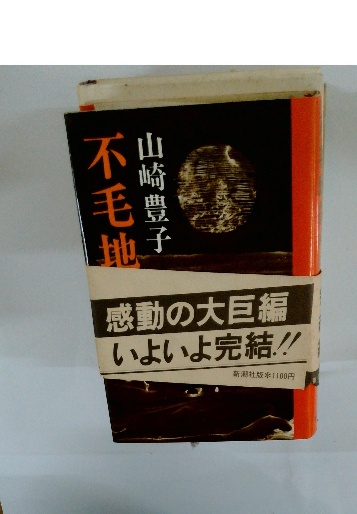 山崎豊子
不毛地
感動の大巨編
いよいよ完結!!
新潮社版 1100円